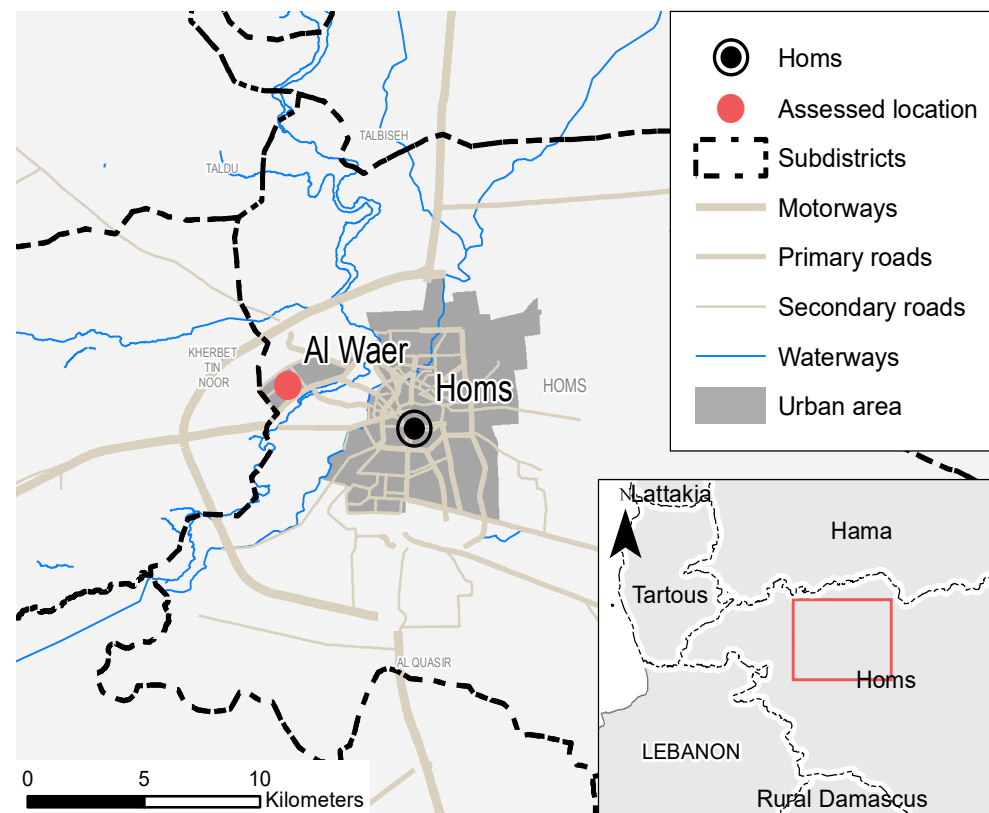 Homs
Assessed location
Subdistricts
Motorways
Primary roads
Secondary roads
Waterways
Urban area
TALBISEH
TALDU
KHERBET
TIN
NOOR
Al Waer
Homs
HOMS
AL QUASIR
0 5 10
Kilometers
N
Lattakia
Hama
Tartous
Homs
LEBANON
Rural Damascus